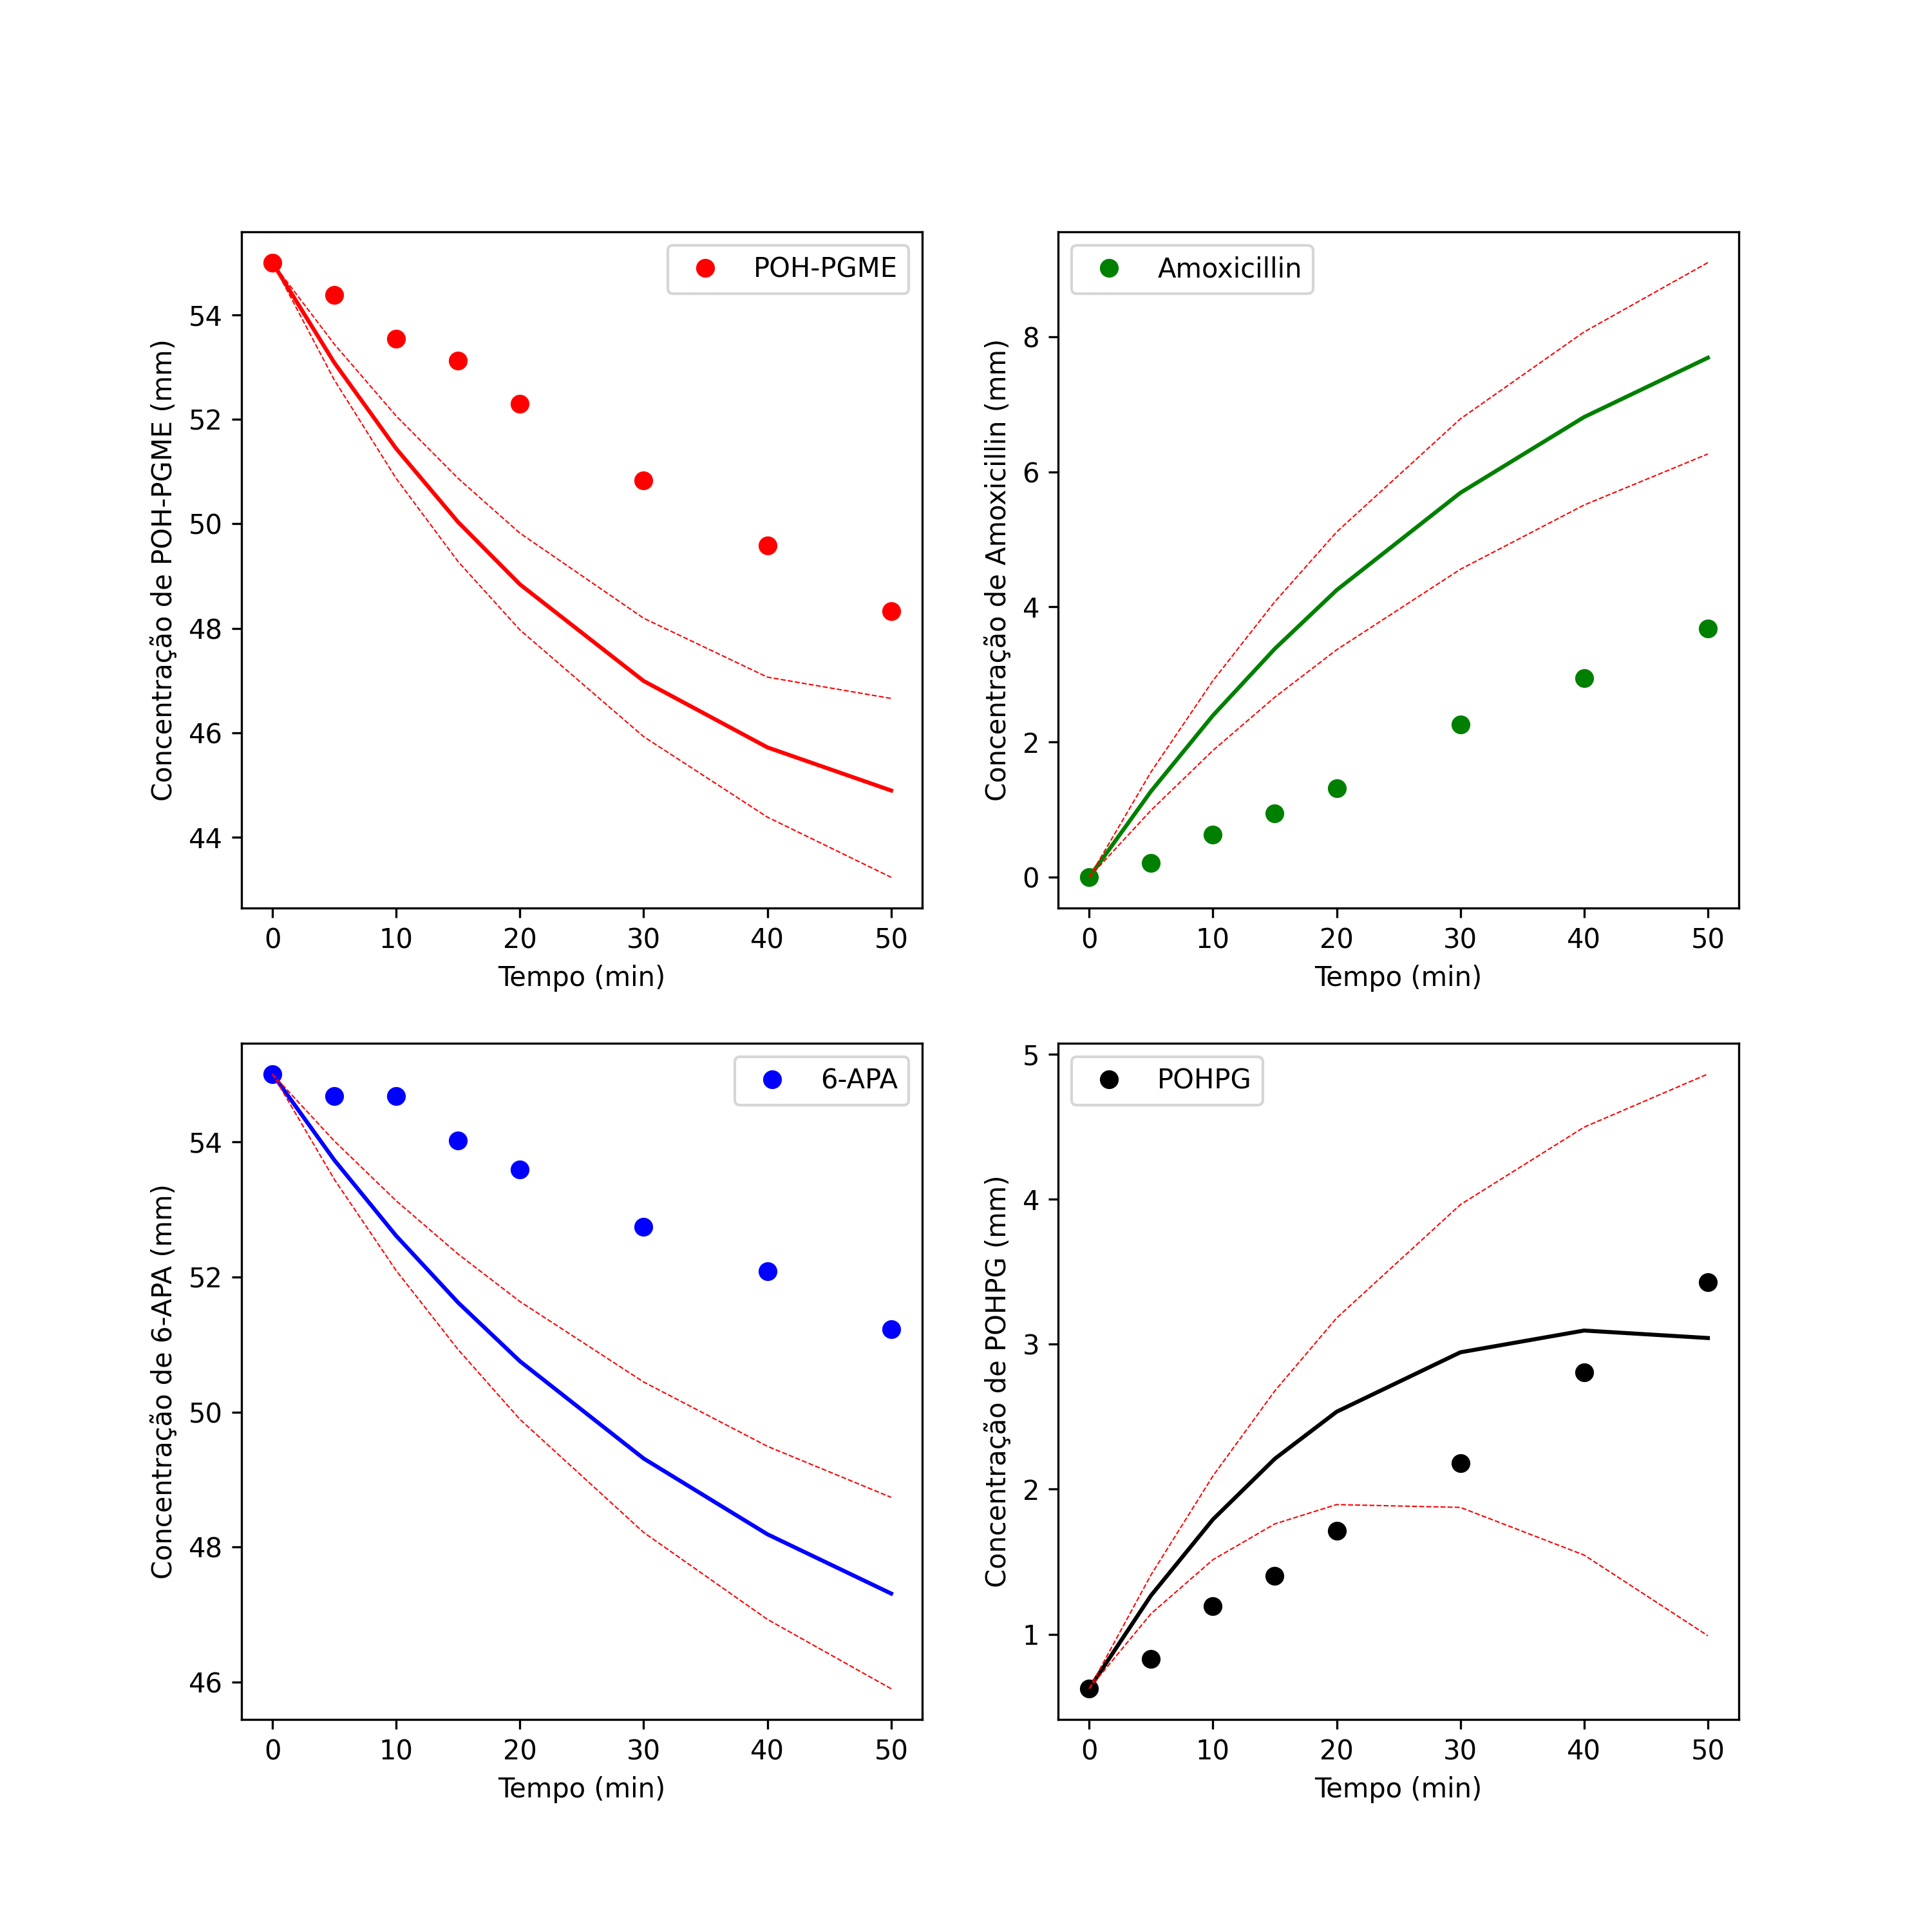 POH-PGME
Concentração de POH-PGME (mm)
54
52
50
48
46
44
0 10 20 30 40 50
Tempo (min)
Amoxicillin
Concentração de Amoxicillin (mm)
8
6
4
2
0
0 10 20 30 40 50
Tempo (min)
6-APA
Concentração de 6-APA (mm)
54
52
50
48
46
0 10 20 30 40 50
Tempo (min)
POHPG
Concentração de POHPG (mm)
5
4
3
2
1
0 10 20 30 40 50
Tempo (min)